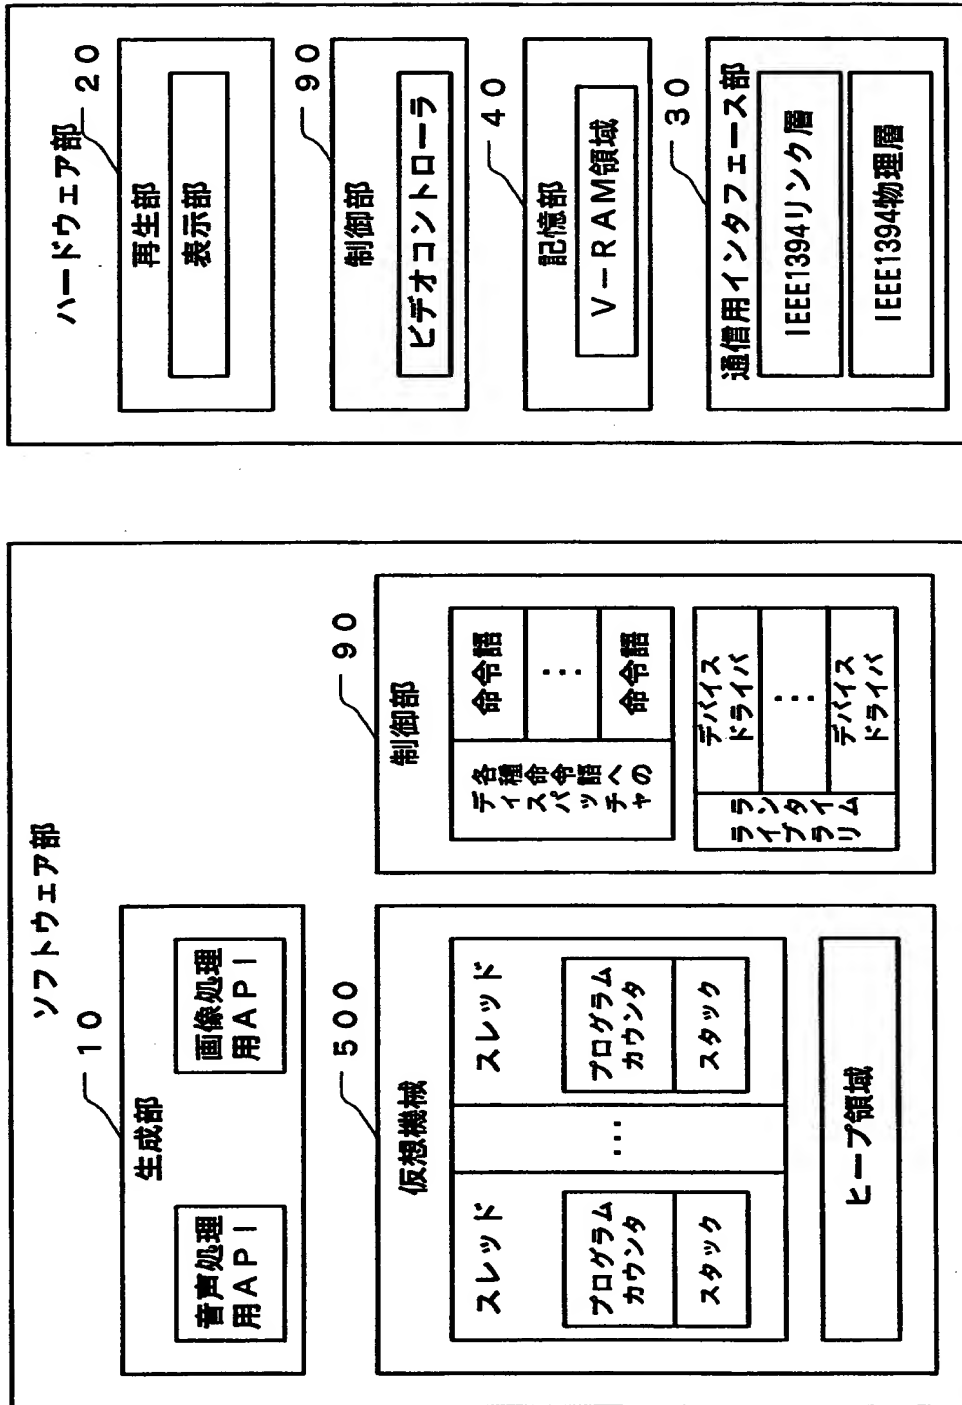 ソフトウェア部
10
生成部
音声処理
用API
画像処理
用API
500
仮想機械
スレッド
プログラム
カウンタ
スタック
…
スレッド
プログラム
カウンタ
スタック
ヒープ領域
90
制御部
各種命令語への
ディスパッチャ
命令語
…
命令語
ランタイム
ライブラリ
デバイス
ドライバ
…
デバイス
ドライバ
ハードウェア部
20
再生部
表示部
90
制御部
ビデオコントローラ
40
記憶部
V-RAM領域
30
通信用インタフェース部
IEEE1394リンク層
IEEE1394物理層